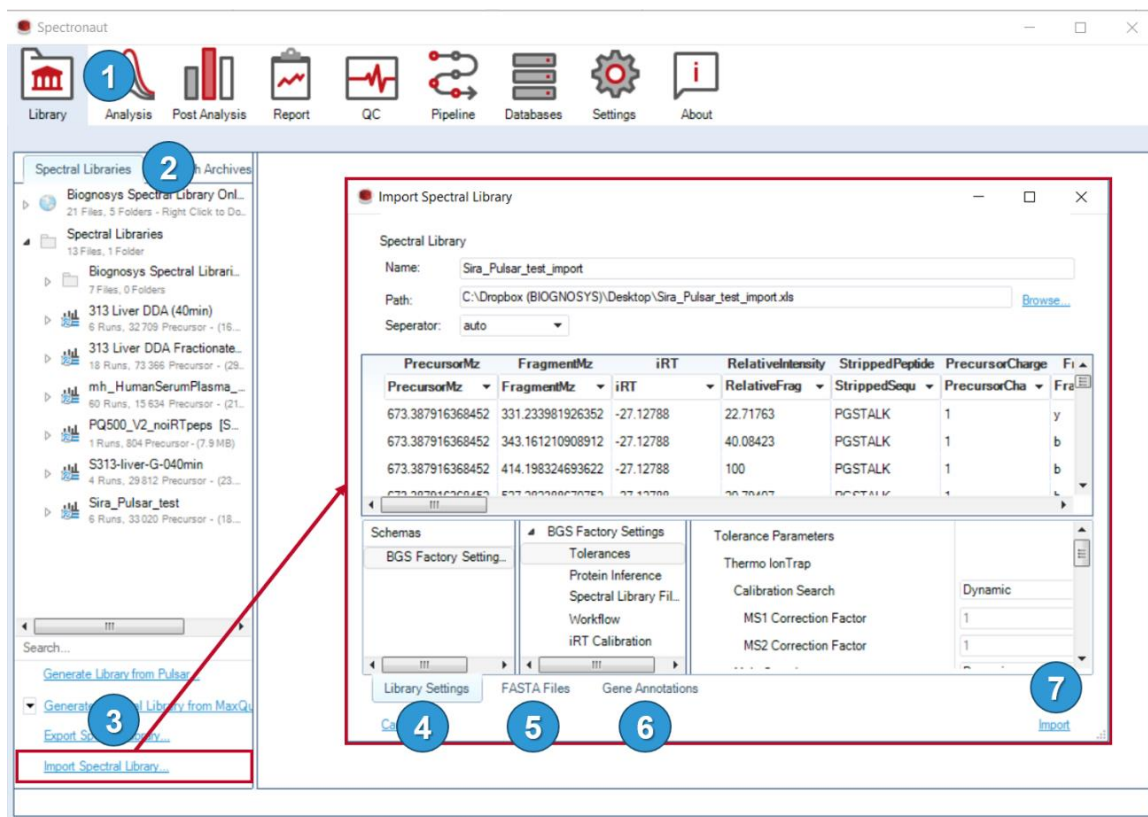 Spectronaut
1
Library Analysis Post Analysis Report QC Pipeline Databases Settings About
Spectral Libraries 2 h Archives
Biognosys Spectral Library Onl...
21 Files, 5 Folders - Right Click to Do...
Spectral Libraries
13 Files, 1 Folder
Biognosys Spectral Librari...
7 Files, 0 Folders
313 Liver DDA (40min)
6 Runs, 32 709 Precursor - (16...
313 Liver DDA Fractionate...
18 Runs, 73 366 Precursor - (29...
mh_HumanSerumPlasma_...
60 Runs, 15 634 Precursor - (21...
PQ500_V2_noiRTpeps [S...
1 Runs, 804 Precursor - (7.9 MB)
S313-liver-G-040min
4 Runs, 29 812 Precursor - (23...
Sira_Pulsar_test
6 Runs, 33 020 Precursor - (18...
Search...
Generate Library from Pulsar...
Generate Library from MaxQu
3
Export
Import Spectral Library...
Import Spectral Library
Spectral Library
Name: Sira_Pulsar_test_import
Path: C:\Dropbox (BIOGNOSYS)\Desktop\Sira_Pulsar_test_import.xls Browse...
Seperator: auto
PrecursorMz FragmentMz iRT RelativeIntensity StrippedPeptide PrecursorCharge
PrecursorMz FragmentMz iRT RelativeFrag StrippedSequ PrecursorCha Fra
673.387916368452 331.233981926352 -27.12788 22.71763 PGSTALK 1 y
673.387916368452 343.161210908912 -27.12788 40.08423 PGSTALK 1 b
673.387916368452 414.198324693622 -27.12788 100 PGSTALK 1 b
Schemas
BGS Factory Setting...
BGS Factory Settings
Tolerances
Protein Inference
Spectral Library Fil...
Workflow
iRT Calibration
Tolerance Parameters
Thermo IonTrap
Calibration Search Dynamic
MS1 Correction Factor 1
MS2 Correction Factor 1
Library Settings FASTA Files Gene Annotations
4 5 6 7
Import